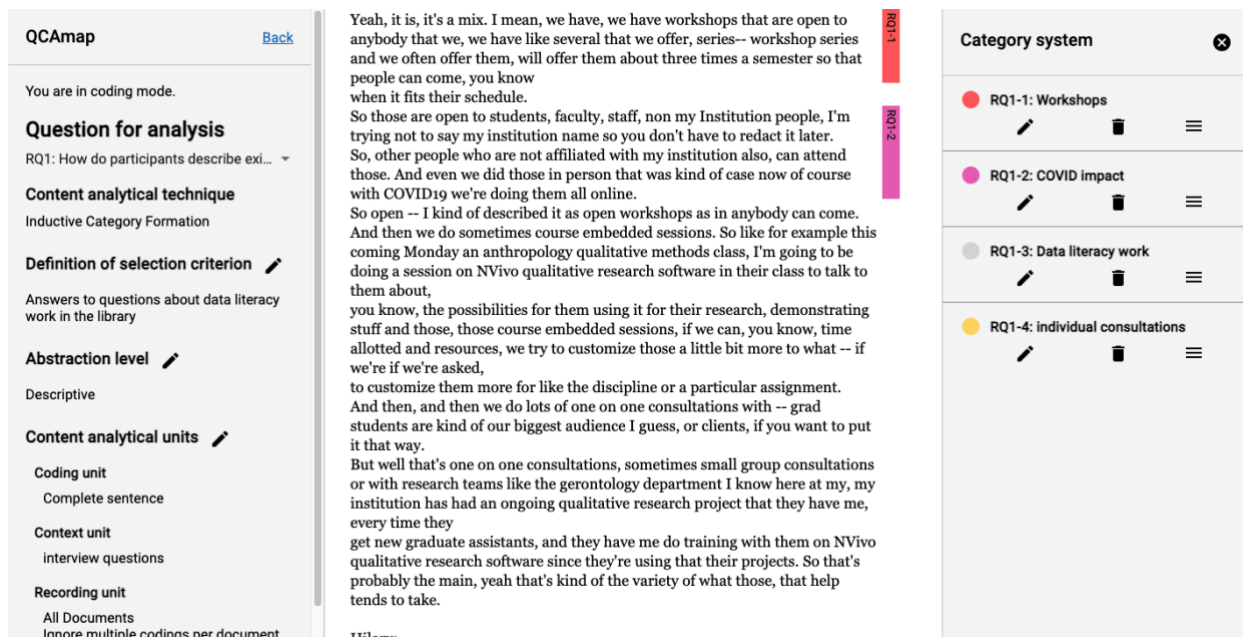 QCAmap
Back
You are in coding mode.
Question for analysis
RQ1: How do participants describe exi...
Content analytical technique
Inductive Category Formation
Definition of selection criterion
Answers to questions about data literacy
work in the library
Abstraction level
Descriptive
Content analytical units
Coding unit
Complete sentence
Context unit
interview questions
Recording unit
All Documents
Ignore multiple codings per document
Yeah, it is, it's a mix. I mean, we have, we have workshops that are open to
anybody that we, we have like several that we offer, series-- workshop series
and we often offer them, will offer them about three times a semester so that
people can come, you know
when it fits their schedule.
So those are open to students, faculty, staff, non my Institution people, I'm
trying not to say my institution name so you don't have to redact it later.
So, other people who are not affiliated with my institution also, can attend
those. And even we did those in person that was kind of case now of course
with COVID19 we're doing them all online.
So open -- I kind of described it as open workshops as in anybody can come.
And then we do sometimes course embedded sessions. So like for example this
coming Monday an anthropology qualitative methods class, I'm going to be
doing a session on NVivo qualitative research software in their class to talk to
them about,
you know, the possibilities for them using it for their research, demonstrating
stuff and those, those course embedded sessions, if we can, you know, time
allotted and resources, we try to customize those a little bit more to what -- if
we're if we're asked,
to customize them more for like the discipline or a particular assignment.
And then, and then we do lots of one on one consultations with -- grad
students are kind of our biggest audience I guess, or clients, if you want to put
it that way.
But well that's one on one consultations, sometimes small group consultations
or with research teams like the gerontology department I know here at my, my
institution has had an ongoing qualitative research project that they have me,
every time they
get new graduate assistants, and they have me do training with them on NVivo
qualitative research software since they're using that their projects. So that's
probably the main, yeah that's kind of the variety of what those, that help
tends to take.
RQ1-1
RQ1-2
Category system
RQ1-1: Workshops
RQ1-2: COVID impact
RQ1-3: Data literacy work
RQ1-4: individual consultations